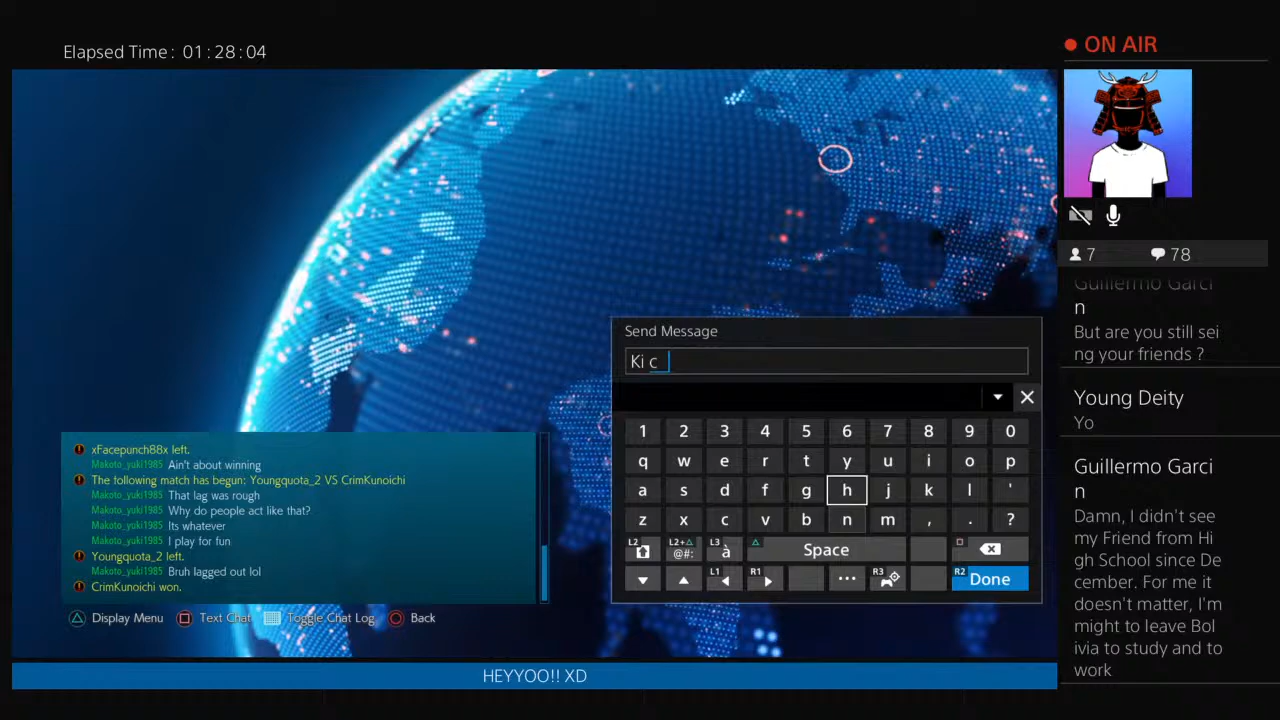 Elapsed Time: 01:28:04
ON AIR
7 78
Guillermo Garci
n
But are you still sei
ng your friends ?
Young Deity
Yo
Guillermo Garci
n
Damn, I didn't see
my Friend from Hi
gh School since De
cember. For me it
doesn't matter, I'm
might to leave Bol
ivia to study and to
work
Send Message
Ki c
1 2 3 4 5 6 7 8 9 0
q w e r t y u i o p
a s d f g h j k l '
z x c v b n m , . ?
L2 L2+△ @#: L3 à △ Space □
L1 R1 ... R3 R2 Done
xFacepunch88x left.
Makoto_yuki1985 Ain't about winning
The following match has begun: Youngquota_2 VS CrimKunoichi
Makoto_yuki1985 That lag was rough
Makoto_yuki1985 Why do people act like that?
Makoto_yuki1985 Its whatever
Makoto_yuki1985 I play for fun
Youngquota_2 left.
Makoto_yuki1985 Bruh lagged out lol
CrimKunoichi won.
Display Menu Text Chat Toggle Chat Log Back
HEYYOO!! XD